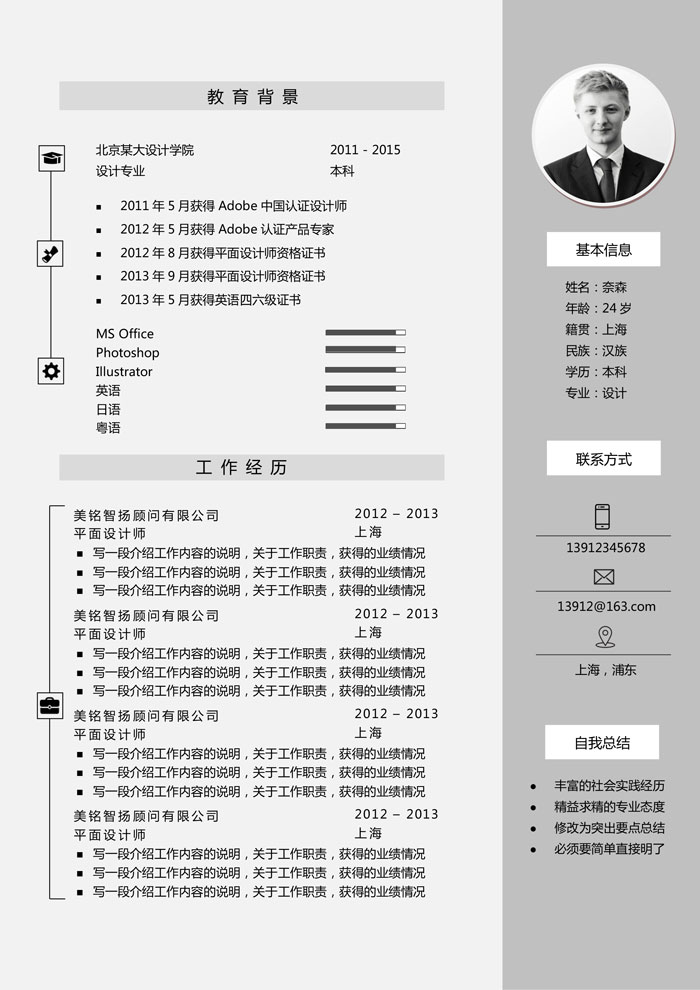 教育背景
北京某大设计学院 2011 - 2015
设计专业 本科
2011 年 5 月获得 Adobe 中国认证设计师
2012 年 5 月获得 Adobe 认证产品专家
2012 年 8 月获得平面设计师资格证书
2013 年 9 月获得平面设计师资格证书
2013 年 5 月获得英语四六级证书
MS Office
Photoshop
Illustrator
英语
日语
粤语
工作经历
美铭智扬顾问有限公司 2012 – 2013
平面设计师 上海
写一段介绍工作内容的说明，关于工作职责，获得的业绩情况
写一段介绍工作内容的说明，关于工作职责，获得的业绩情况
写一段介绍工作内容的说明，关于工作职责，获得的业绩情况
美铭智扬顾问有限公司 2012 – 2013
平面设计师 上海
写一段介绍工作内容的说明，关于工作职责，获得的业绩情况
写一段介绍工作内容的说明，关于工作职责，获得的业绩情况
写一段介绍工作内容的说明，关于工作职责，获得的业绩情况
美铭智扬顾问有限公司 2012 – 2013
平面设计师 上海
写一段介绍工作内容的说明，关于工作职责，获得的业绩情况
写一段介绍工作内容的说明，关于工作职责，获得的业绩情况
写一段介绍工作内容的说明，关于工作职责，获得的业绩情况
美铭智扬顾问有限公司 2012 – 2013
平面设计师 上海
写一段介绍工作内容的说明，关于工作职责，获得的业绩情况
写一段介绍工作内容的说明，关于工作职责，获得的业绩情况
写一段介绍工作内容的说明，关于工作职责，获得的业绩情况
基本信息
姓名：奈森
年龄：24 岁
籍贯：上海
民族：汉族
学历：本科
专业：设计
联系方式
13912345678
13912@163.com
上海，浦东
自我总结
丰富的社会实践经历
精益求精的专业态度
修改为突出要点总结
必须要简单直接明了